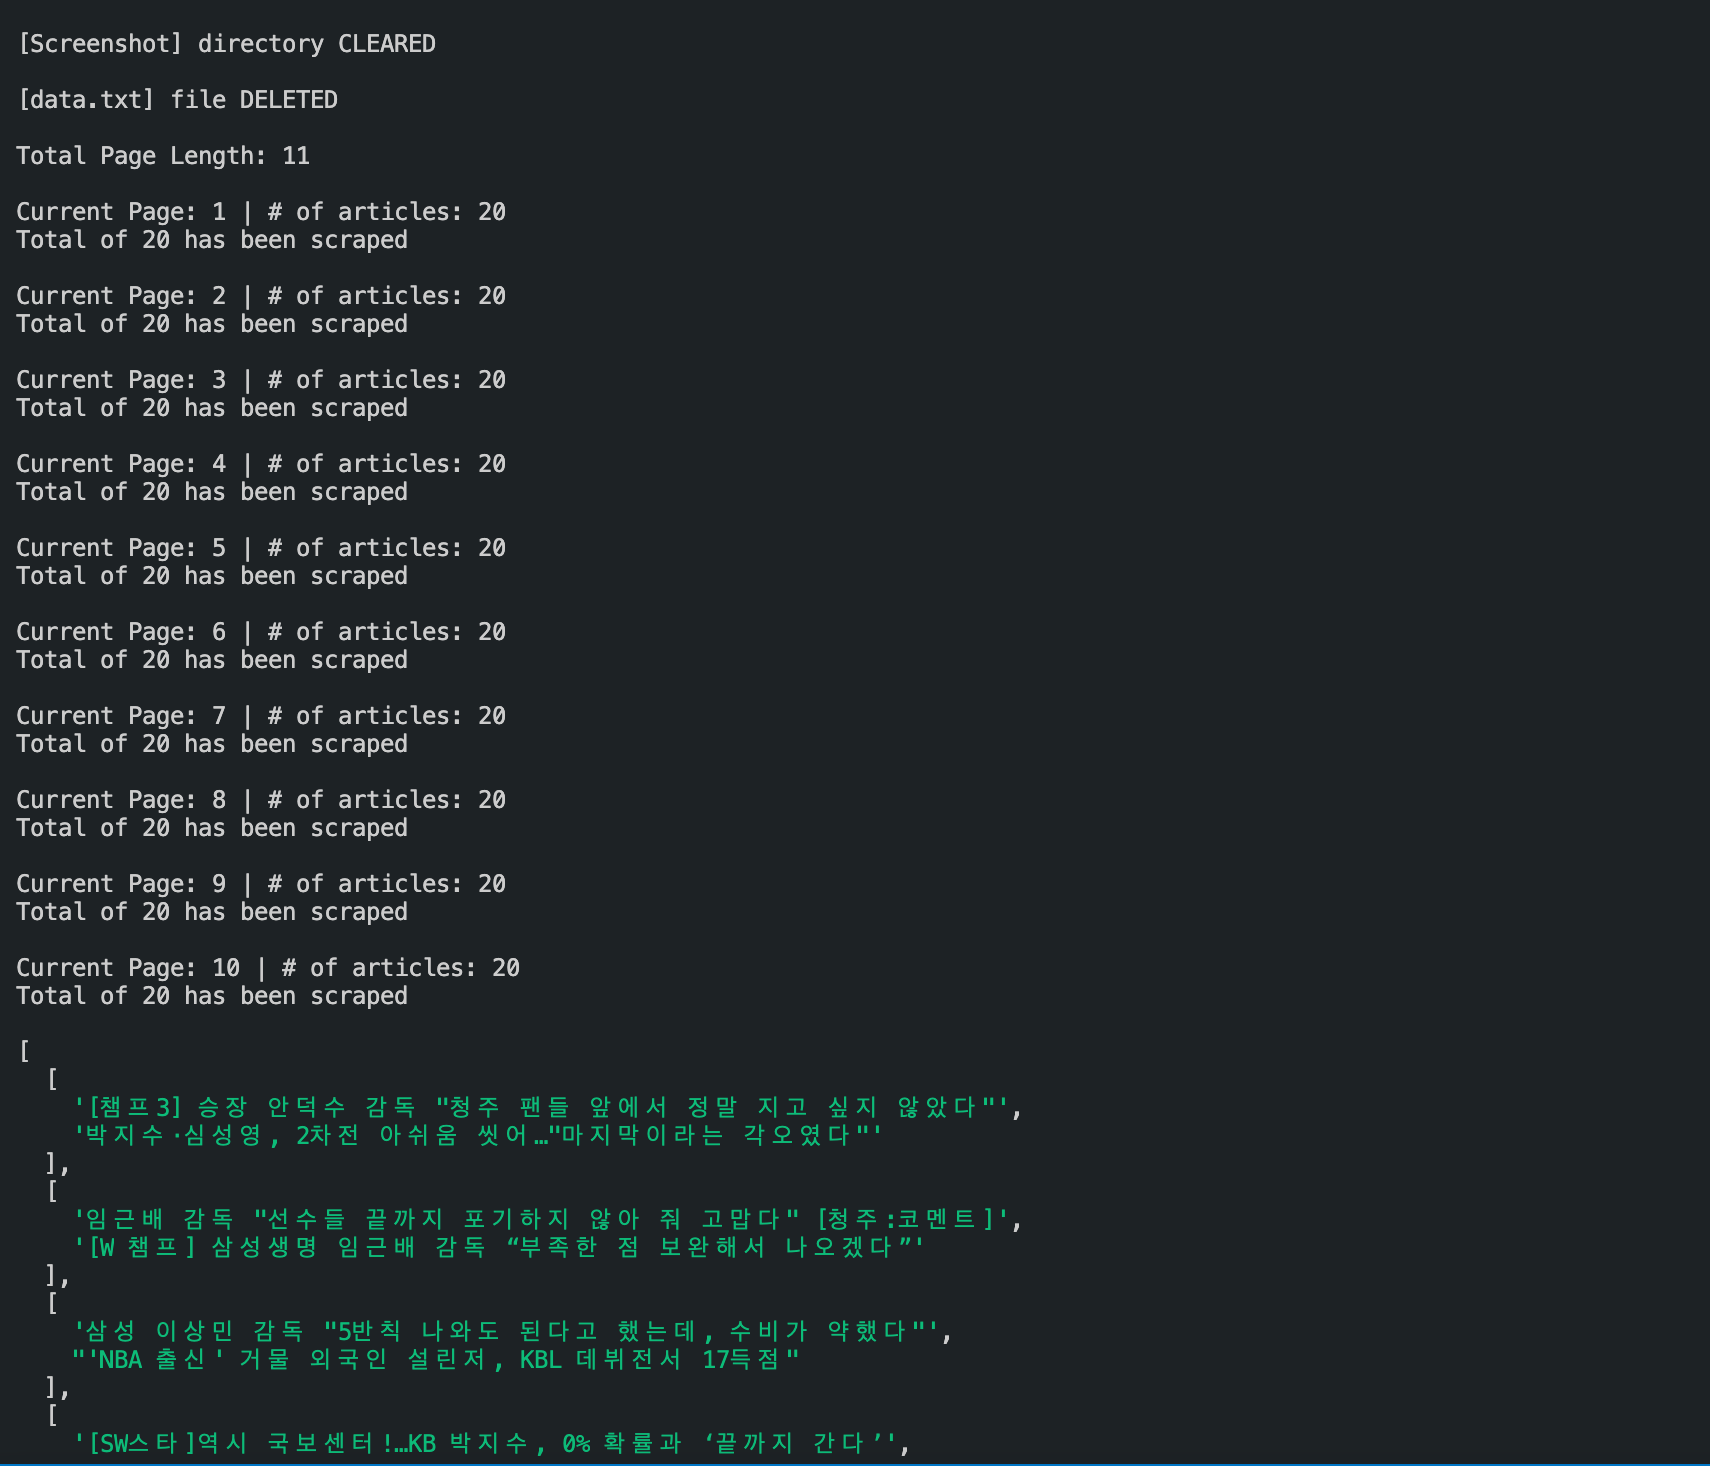 [Screenshot] directory CLEARED
[data.txt] file DELETED
Total Page Length: 11
Current Page: 1 | # of articles: 20
Total of 20 has been scraped
Current Page: 2 | # of articles: 20
Total of 20 has been scraped
Current Page: 3 | # of articles: 20
Total of 20 has been scraped
Current Page: 4 | # of articles: 20
Total of 20 has been scraped
Current Page: 5 | # of articles: 20
Total of 20 has been scraped
Current Page: 6 | # of articles: 20
Total of 20 has been scraped
Current Page: 7 | # of articles: 20
Total of 20 has been scraped
Current Page: 8 | # of articles: 20
Total of 20 has been scraped
Current Page: 9 | # of articles: 20
Total of 20 has been scraped
Current Page: 10 | # of articles: 20
Total of 20 has been scraped
[
[
'[챔프3] 승장 안덕수 감독 "청주 팬들 앞에서 정말 지고 싶지 않았다"',
'박지수·심성영, 2차전 아쉬움 씻어…"마지막이라는 각오였다"'
],
[
'임근배 감독 "선수들 끝까지 포기하지 않아 줘 고맙다" [청주:코멘트]',
'[W 챔프] 삼성생명 임근배 감독 “부족한 점 보완해서 나오겠다”'
],
[
'삼성 이상민 감독 "5반칙 나와도 된다고 했는데, 수비가 약했다"',
"'NBA 출신' 거물 외국인 설린저, KBL 데뷔전서 17득점"
],
[
'[SW스타]역시 국보센터!…KB 박지수, 0% 확률과 ‘끝까지 간다’',